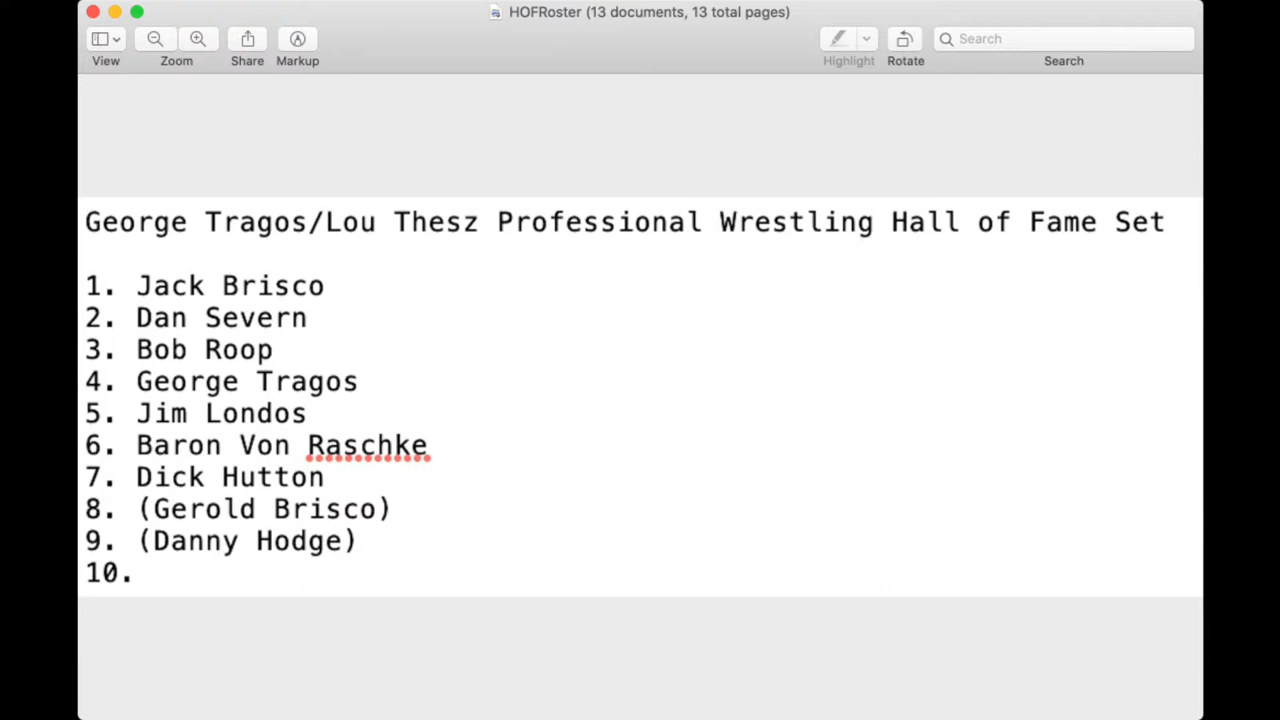 HOFRoster (13 documents, 13 total pages)
View Zoom Share Markup Highlight Rotate Search
Search
George Tragos/Lou Thesz Professional Wrestling Hall of Fame Set
1. Jack Brisco
2. Dan Severn
3. Bob Roop
4. George Tragos
5. Jim Londos
6. Baron Von Raschke
7. Dick Hutton
8. (Gerold Brisco)
9. (Danny Hodge)
10.